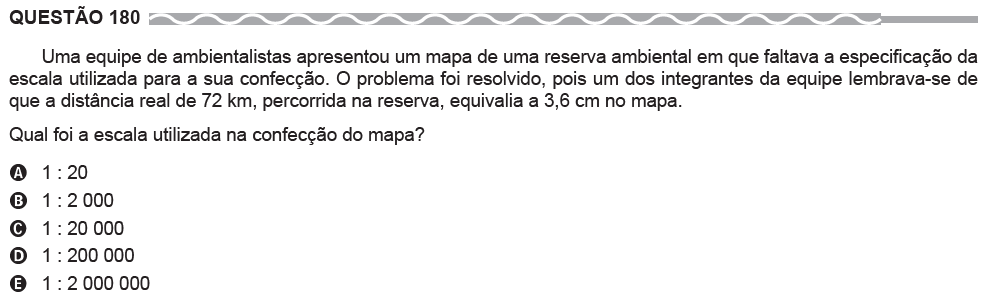 QUESTÃO 180
Uma equipe de ambientalistas apresentou um mapa de uma reserva ambiental em que faltava a especificação da
escala utilizada para a sua confecção. O problema foi resolvido, pois um dos integrantes da equipe lembrava-se de
que a distância real de 72 km, percorrida na reserva, equivalia a 3,6 cm no mapa.
Qual foi a escala utilizada na confecção do mapa?
A 1 : 20
B 1 : 2 000
C 1 : 20 000
D 1 : 200 000
E 1 : 2 000 000